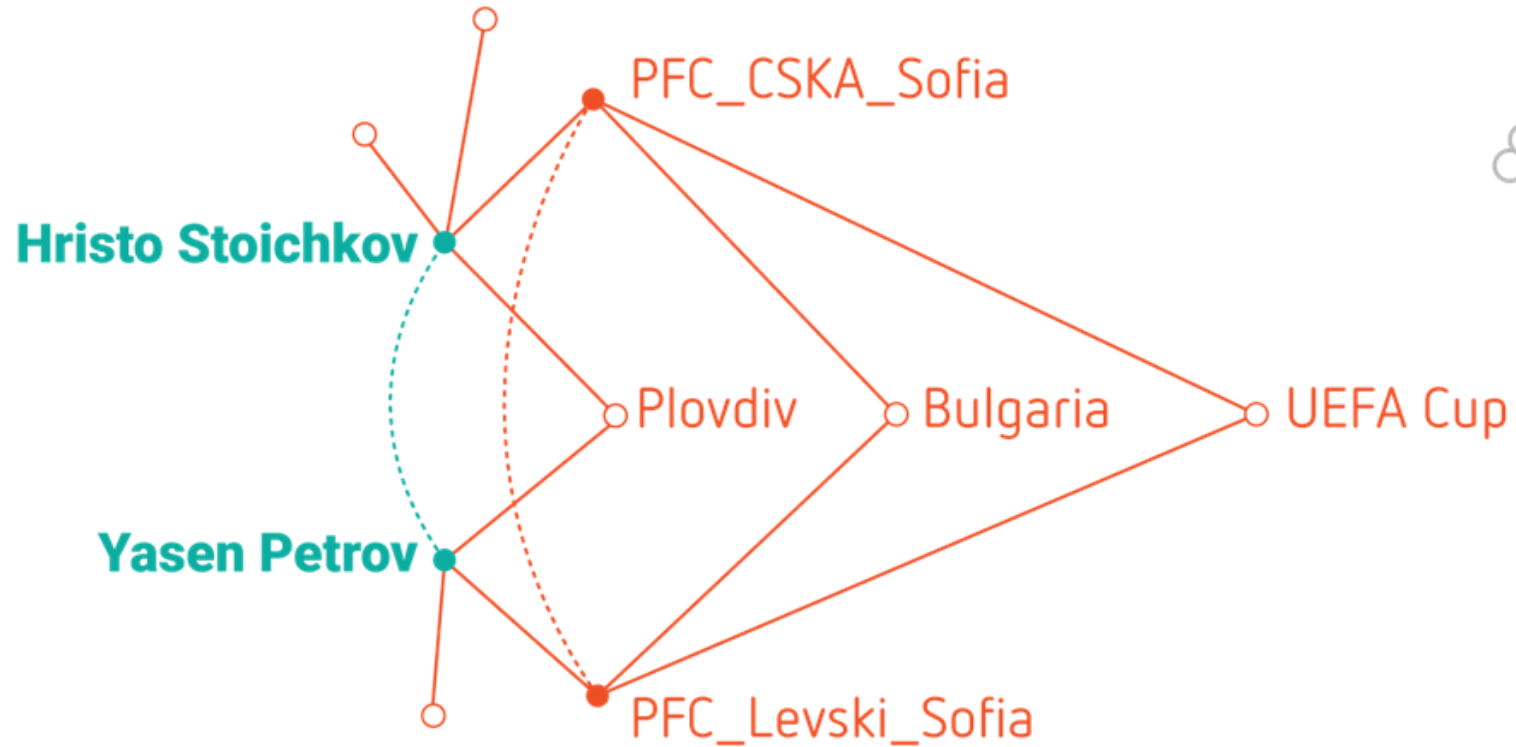 PFC_CSKA_Sofia
Hristo Stoichkov
Plovdiv
Bulgaria
UEFA Cup
Yasen Petrov
PFC_Levski_Sofia